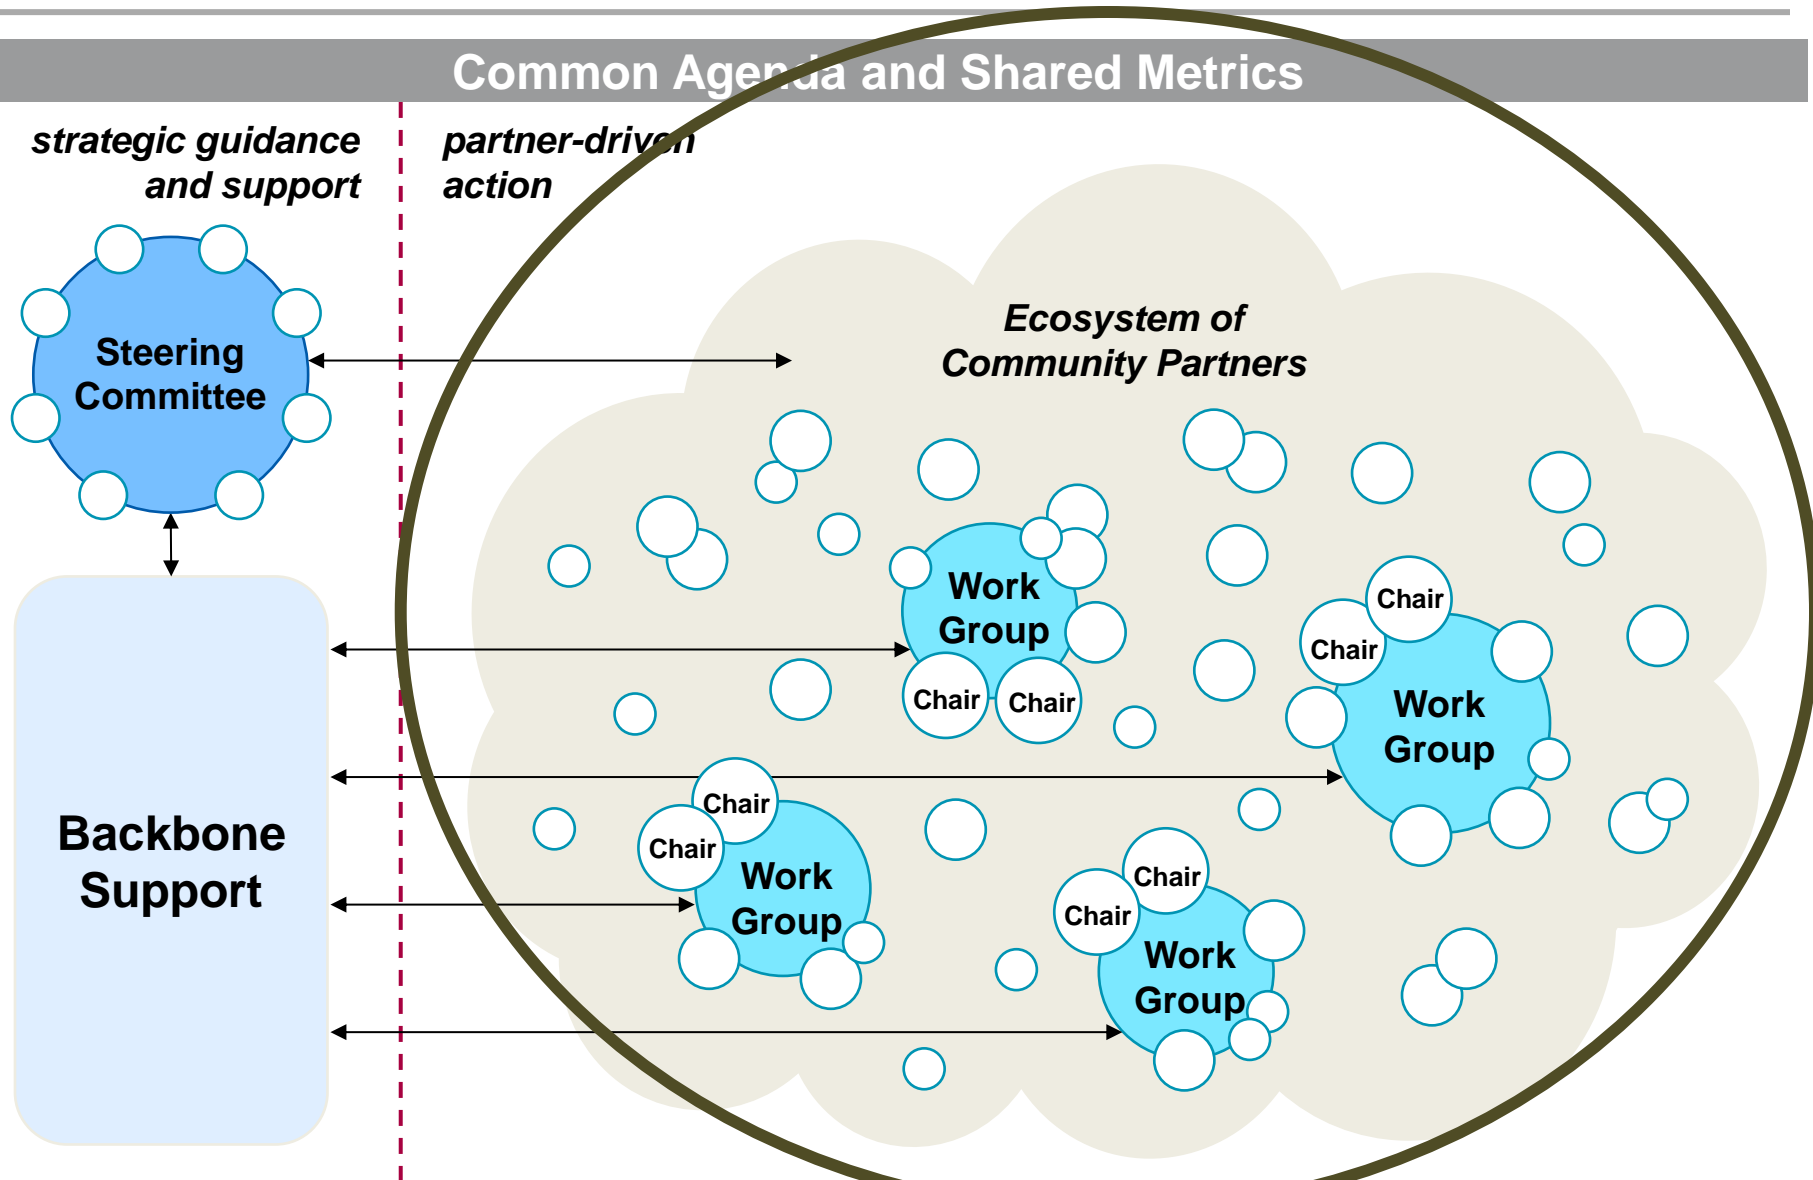 Common Agenda and Shared Metrics
strategic guidance
and support
partner-driven
action
Steering
Committee
Ecosystem of
Community Partners
Work
Group
Chair
Chair
Chair
Chair
Work
Group
Backbone
Support
Chair
Chair
Work
Group
Chair
Chair
Work
Group